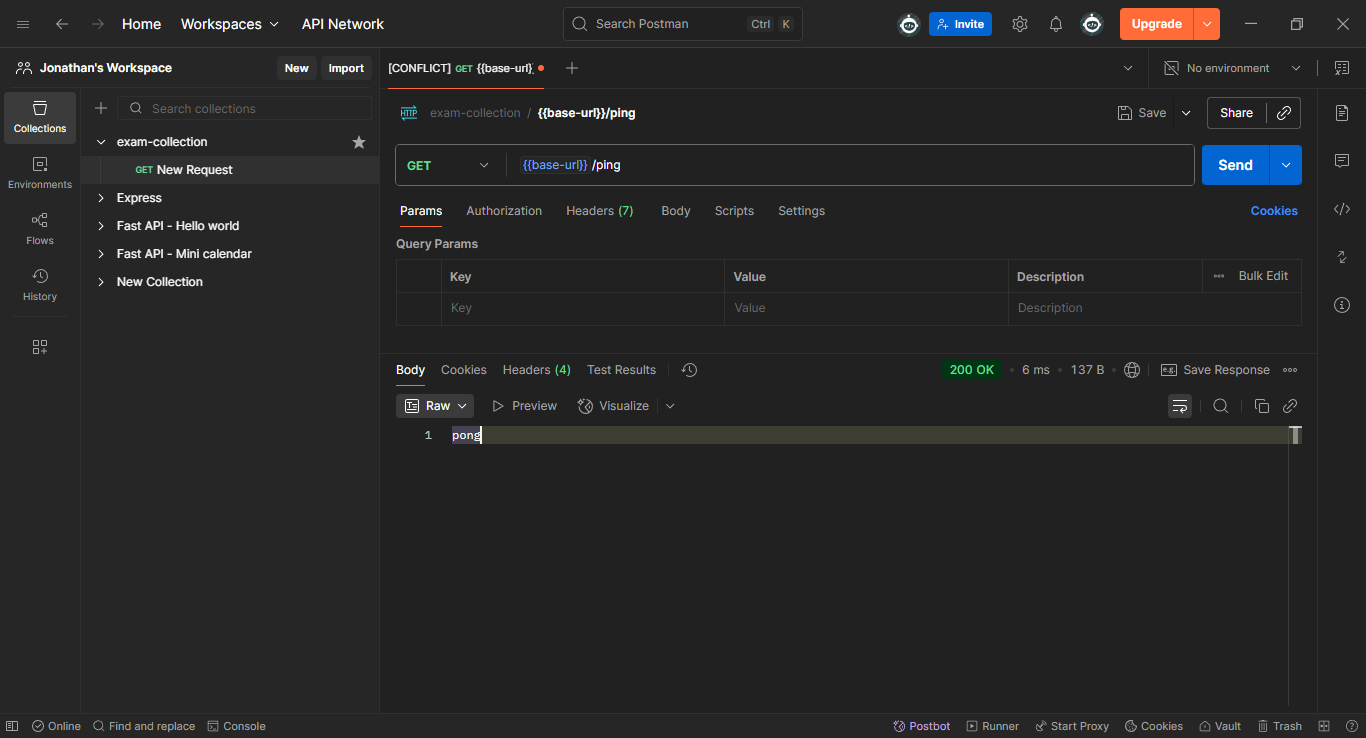 Home Workspaces API Network Search Postman Ctrl K Invite Upgrade
Jonathan's Workspace New Import [CONFLICT] GET {{base-url} No environment
Search collections
Collections
Environments
Flows
History
exam-collection
GET New Request
Express
Fast API - Hello world
Fast API - Mini calendar
New Collection
HTTP exam-collection / {{base-url}}/ping Save Share
GET {{base-url}} /ping Send
Params Authorization Headers (7) Body Scripts Settings Cookies
Query Params
Key Value Description Bulk Edit
Key Value Description
Body Cookies Headers (4) Test Results 200 OK • 6 ms • 137 B e.g. Save Response
Raw Preview Visualize
1 pong
Online Find and replace Console Postbot Runner Start Proxy Cookies Vault Trash